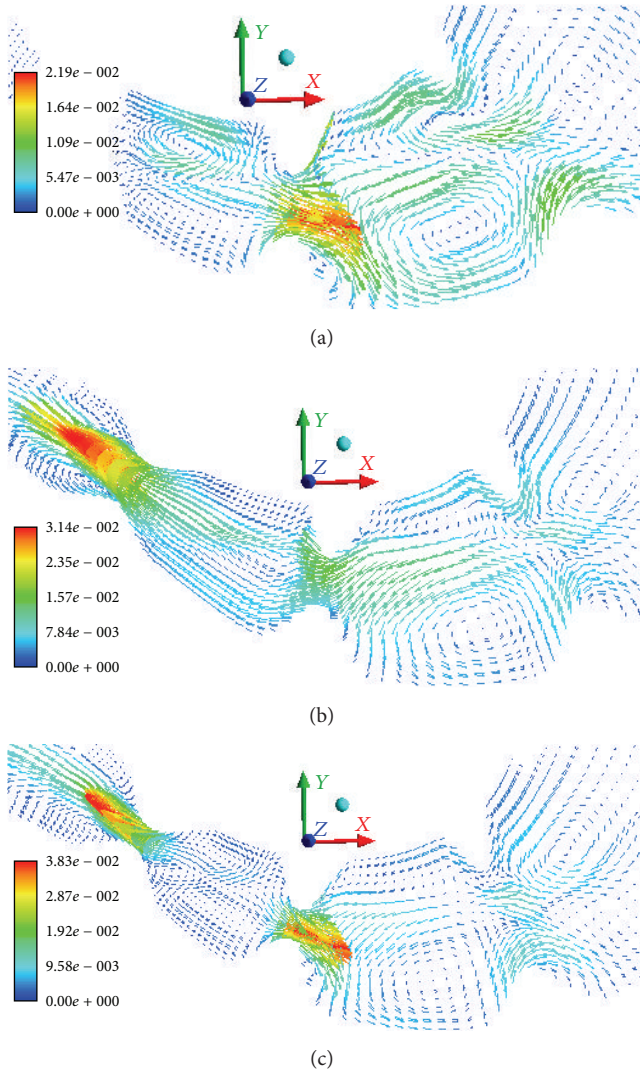 Y
Z
X
2.19e − 002
1.64e − 002
1.09e − 002
5.47e − 003
0.00e + 000
(a)
Y
Z
X
3.14e − 002
2.35e − 002
1.57e − 002
7.84e − 003
0.00e + 000
(b)
Y
Z
X
3.83e − 002
2.87e − 002
1.92e − 002
9.58e − 003
0.00e + 000
(c)